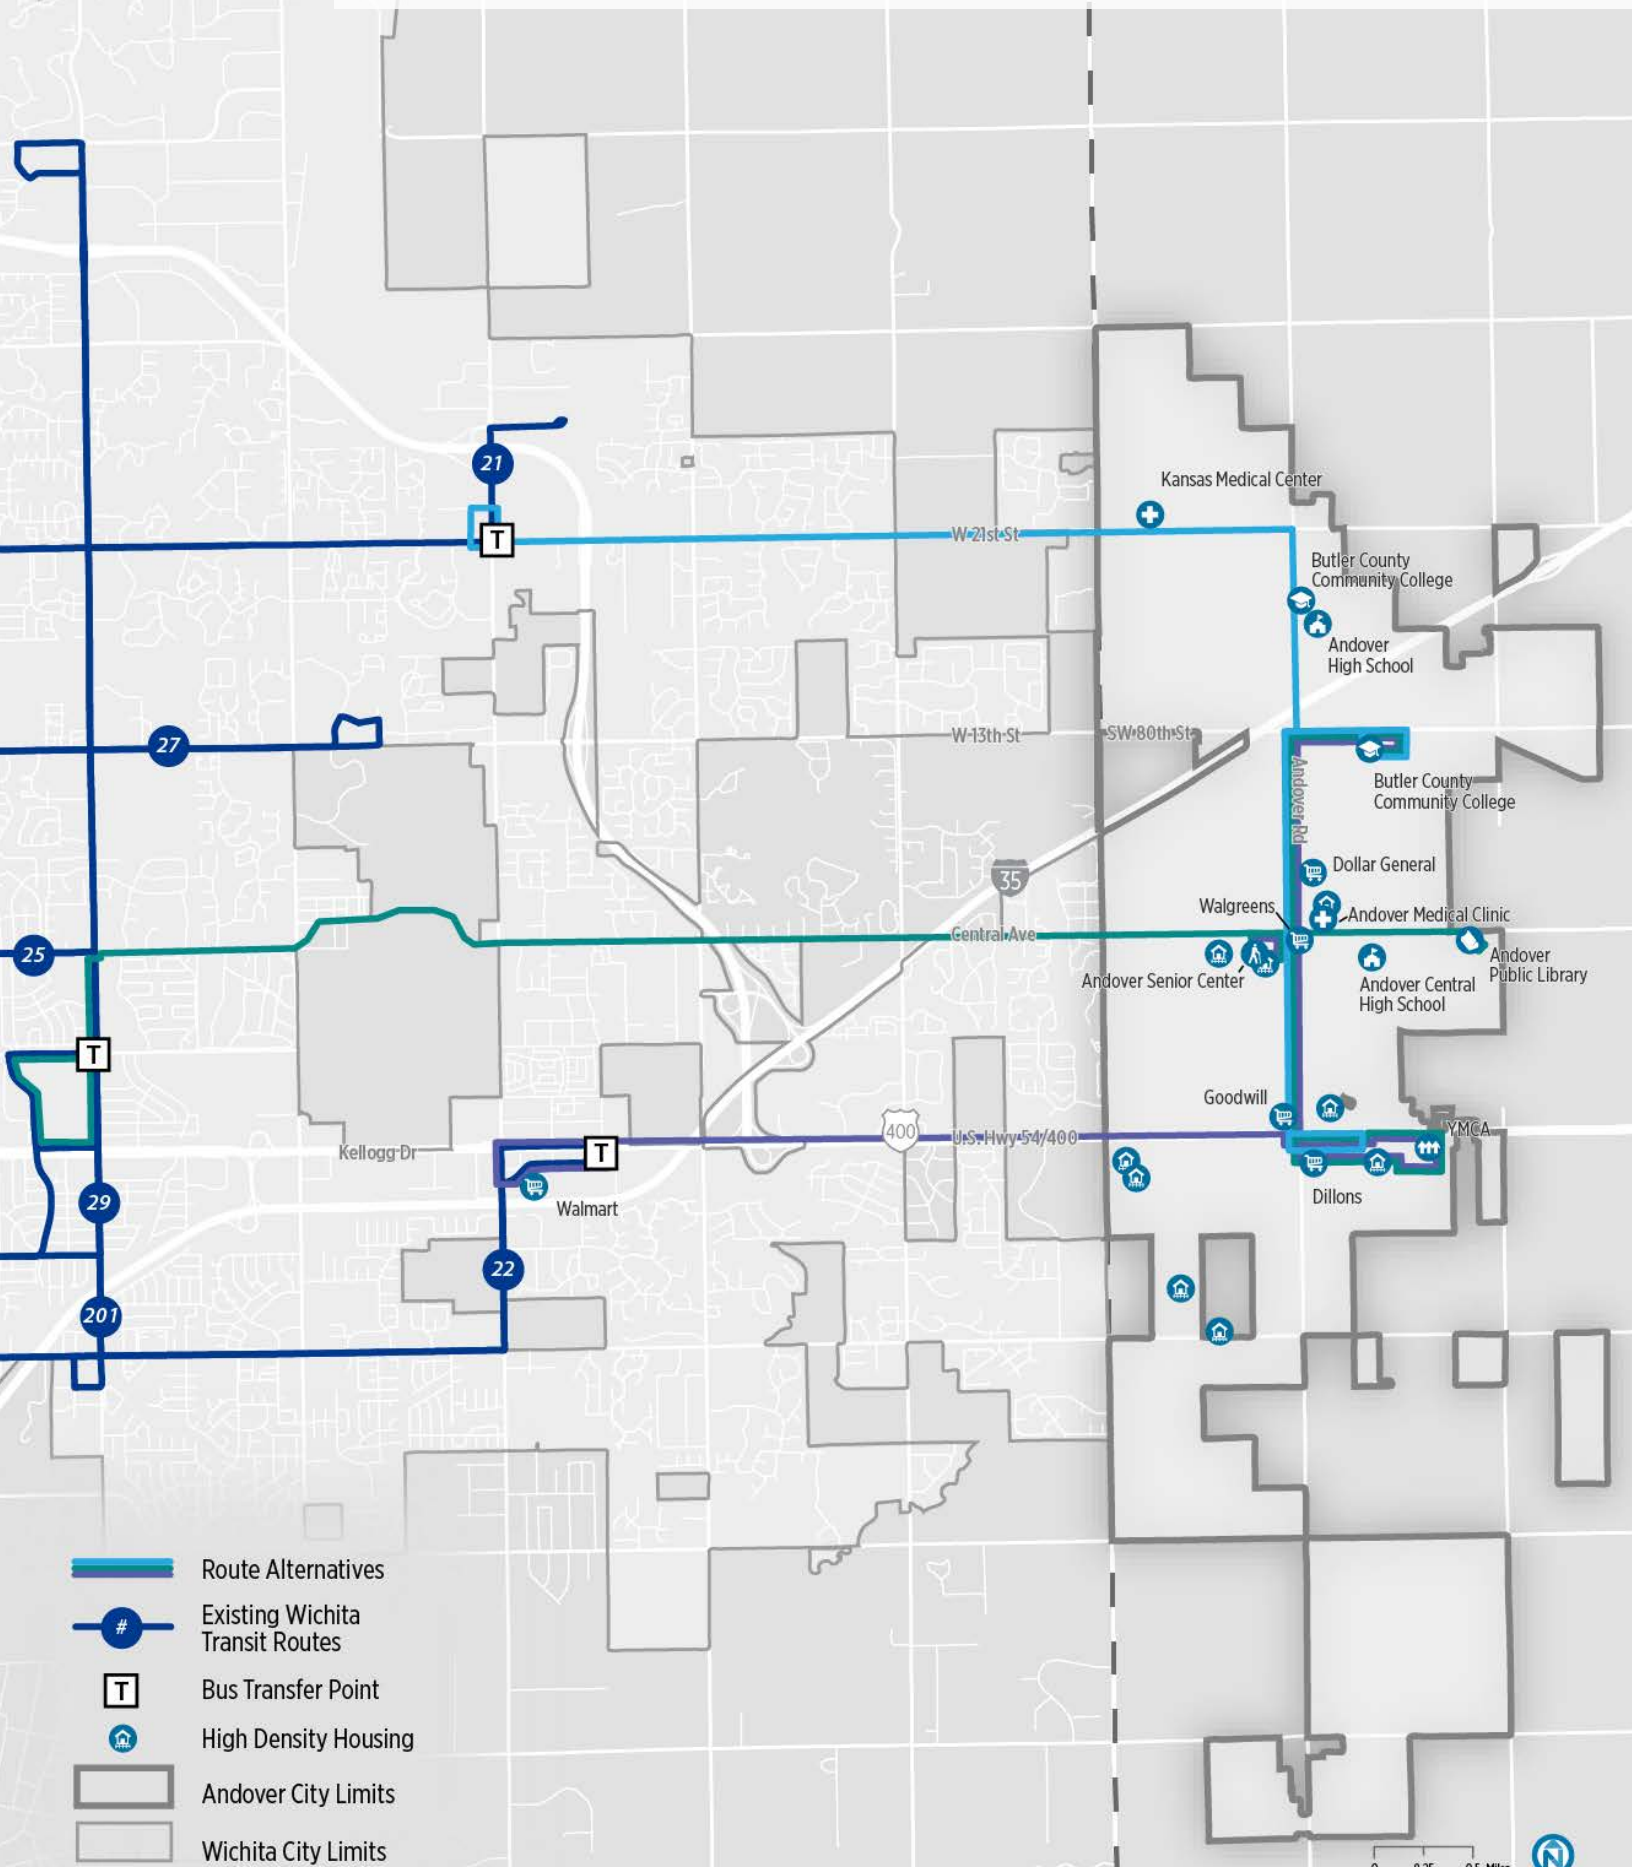 21
T
W 21st St
Kansas Medical Center
Butler County
Community College
Andover
High School
27
W 13th St
SW 80th St
Andover Rd
Butler County
Community College
35
Dollar General
Walgreens
Andover Medical Clinic
25
Central Ave
Andover Senior Center
Andover
Public Library
Andover Central
High School
T
Goodwill
400
U.S. Hwy 54/400
YMCA
Kellogg Dr
T
Walmart
Dillons
29
22
201
Route Alternatives
#
Existing Wichita
Transit Routes
T
Bus Transfer Point
High Density Housing
Andover City Limits
Wichita City Limits
N